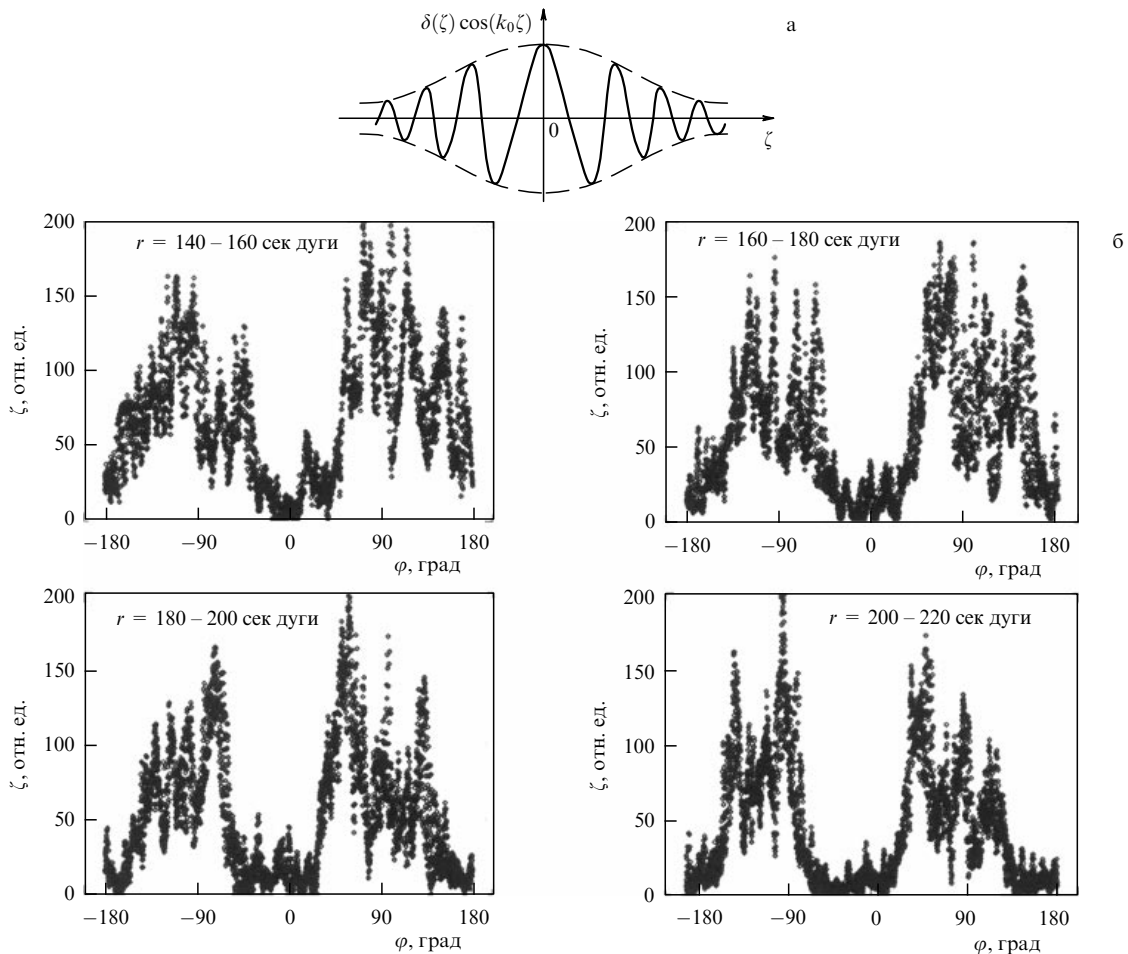 δ(ζ) cos(k₀ζ)
а
0
ζ
б
r = 140 – 160 сек дуги
200
150
100
50
0
ζ, отн. ед.
−180
−90
0
90
180
φ, град
r = 160 – 180 сек дуги
200
150
100
50
0
ζ, отн. ед.
−180
−90
0
90
180
φ, град
r = 180 – 200 сек дуги
200
150
100
50
0
ζ, отн. ед.
−180
−90
0
90
180
φ, град
r = 200 – 220 сек дуги
200
150
100
50
0
ζ, отн. ед.
−180
−90
0
90
180
φ, град